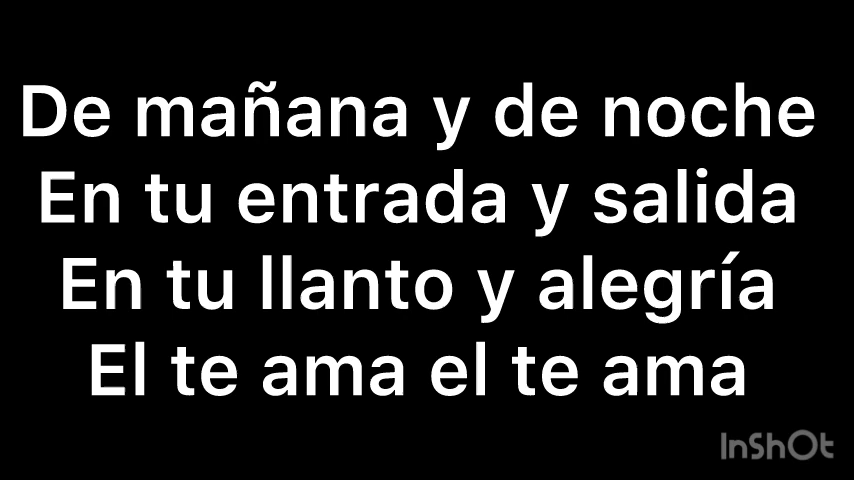 De mañana y de noche
En tu entrada y salida
En tu llanto y alegría
El te ama el te ama
InShOt